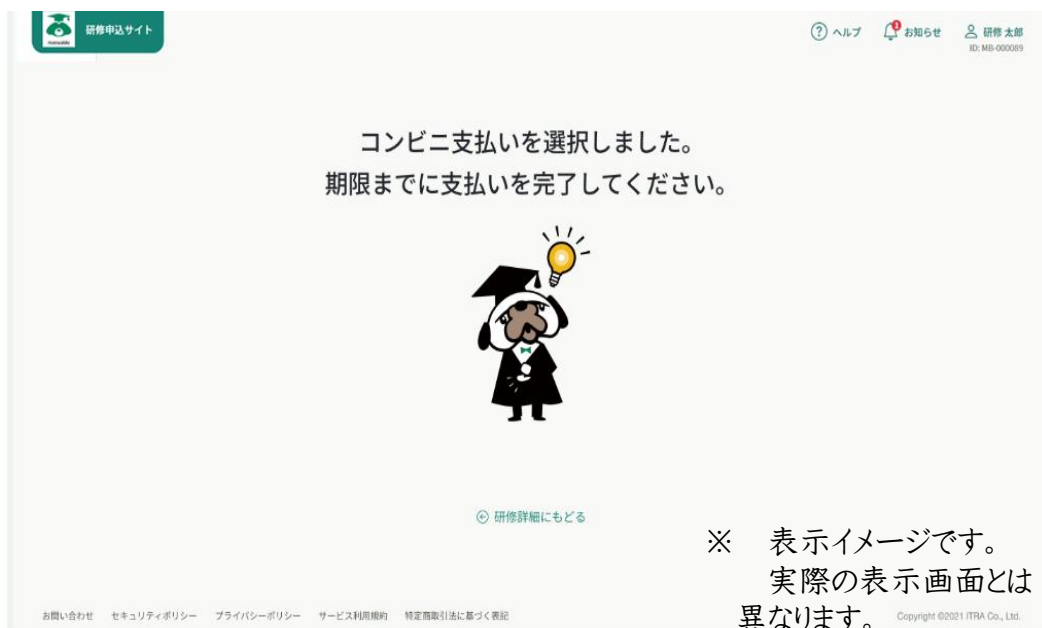 研修申込サイト
ヘルプ
お知らせ
研修 太郎
ID: MB-000089
コンビニ支払いを選択しました。
期限までに支払いを完了してください。
研修詳細にもどる
※ 表示イメージです。
実際の表示画面とは
異なります。
お問い合わせ セキュリティポリシー プライバシーポリシー サービス利用規約 特定商取引法に基づく表記
Copyright ©2021 ITRA Co., Ltd.